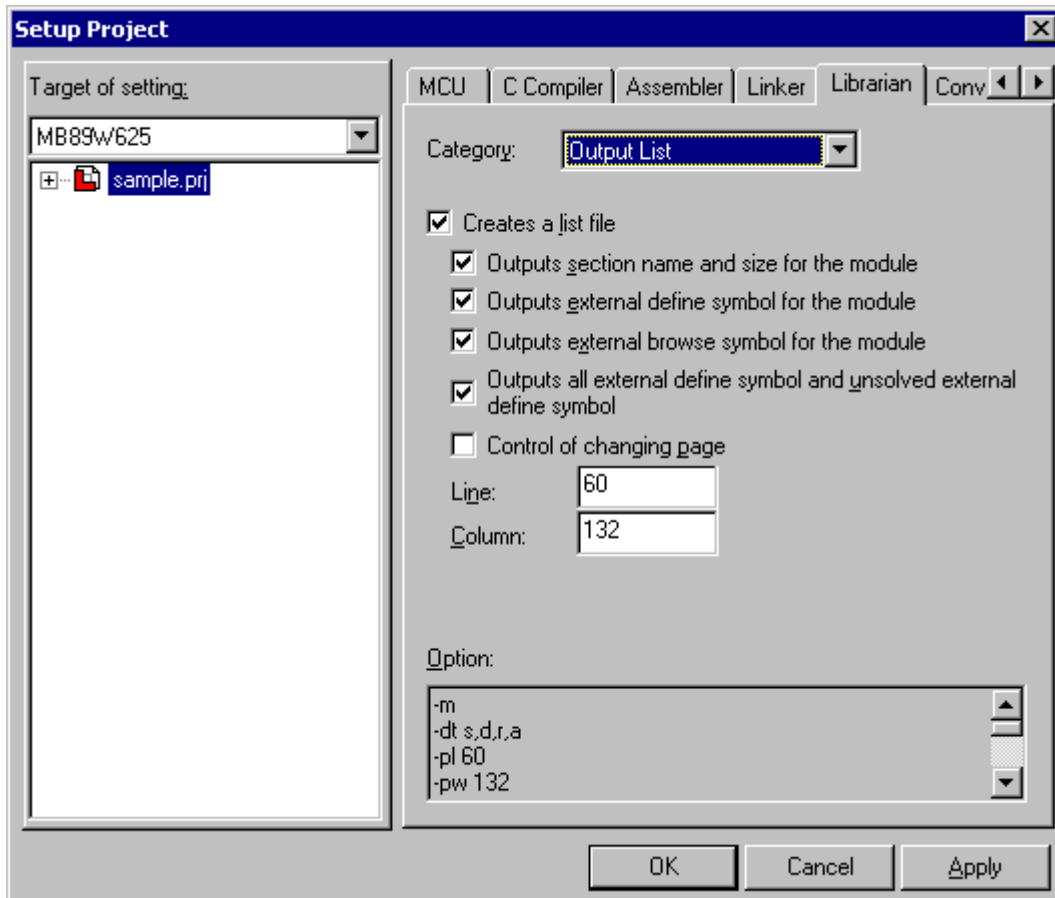 Setup Project
Target of setting:
MB89W625
sample.prj
MCU
C Compiler
Assembler
Linker
Librarian
Conv
Category:
Output List
Creates a list file
Outputs section name and size for the module
Outputs external define symbol for the module
Outputs external browse symbol for the module
Outputs all external define symbol and unsolved external
define symbol
Control of changing page
Line:
60
Column:
132
Option:
-m
-dt s,d,r,a
-pl 60
-pw 132
OK
Cancel
Apply